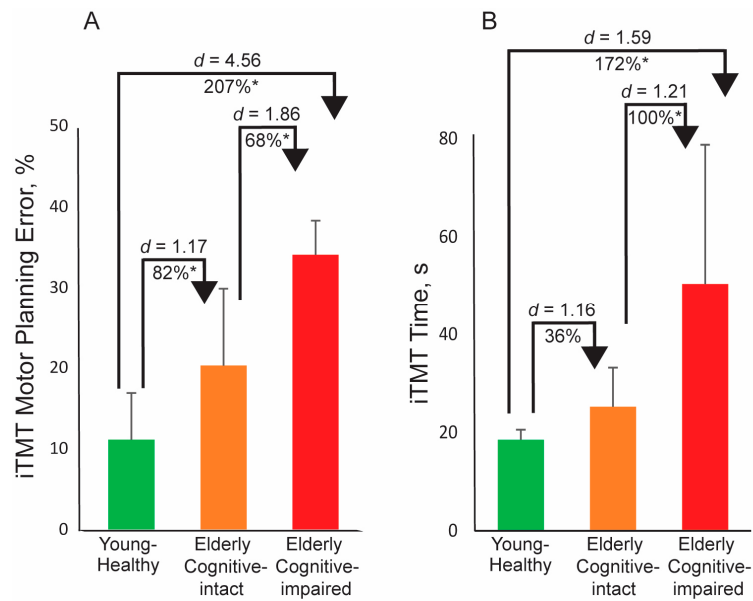 A
d = 4.56
207%*
d = 1.86
68%*
d = 1.17
82%*
iTMT Motor Planning Error, %
50
40
30
20
10
0
Young-
Healthy
Elderly
Cognitive-
intact
Elderly
Cognitive-
impaired
B
d = 1.59
172%*
d = 1.21
100%*
d = 1.16
36%
iTMT Time, s
80
60
40
20
0
Young-
Healthy
Elderly
Cognitive-
intact
Elderly
Cognitive-
impaired